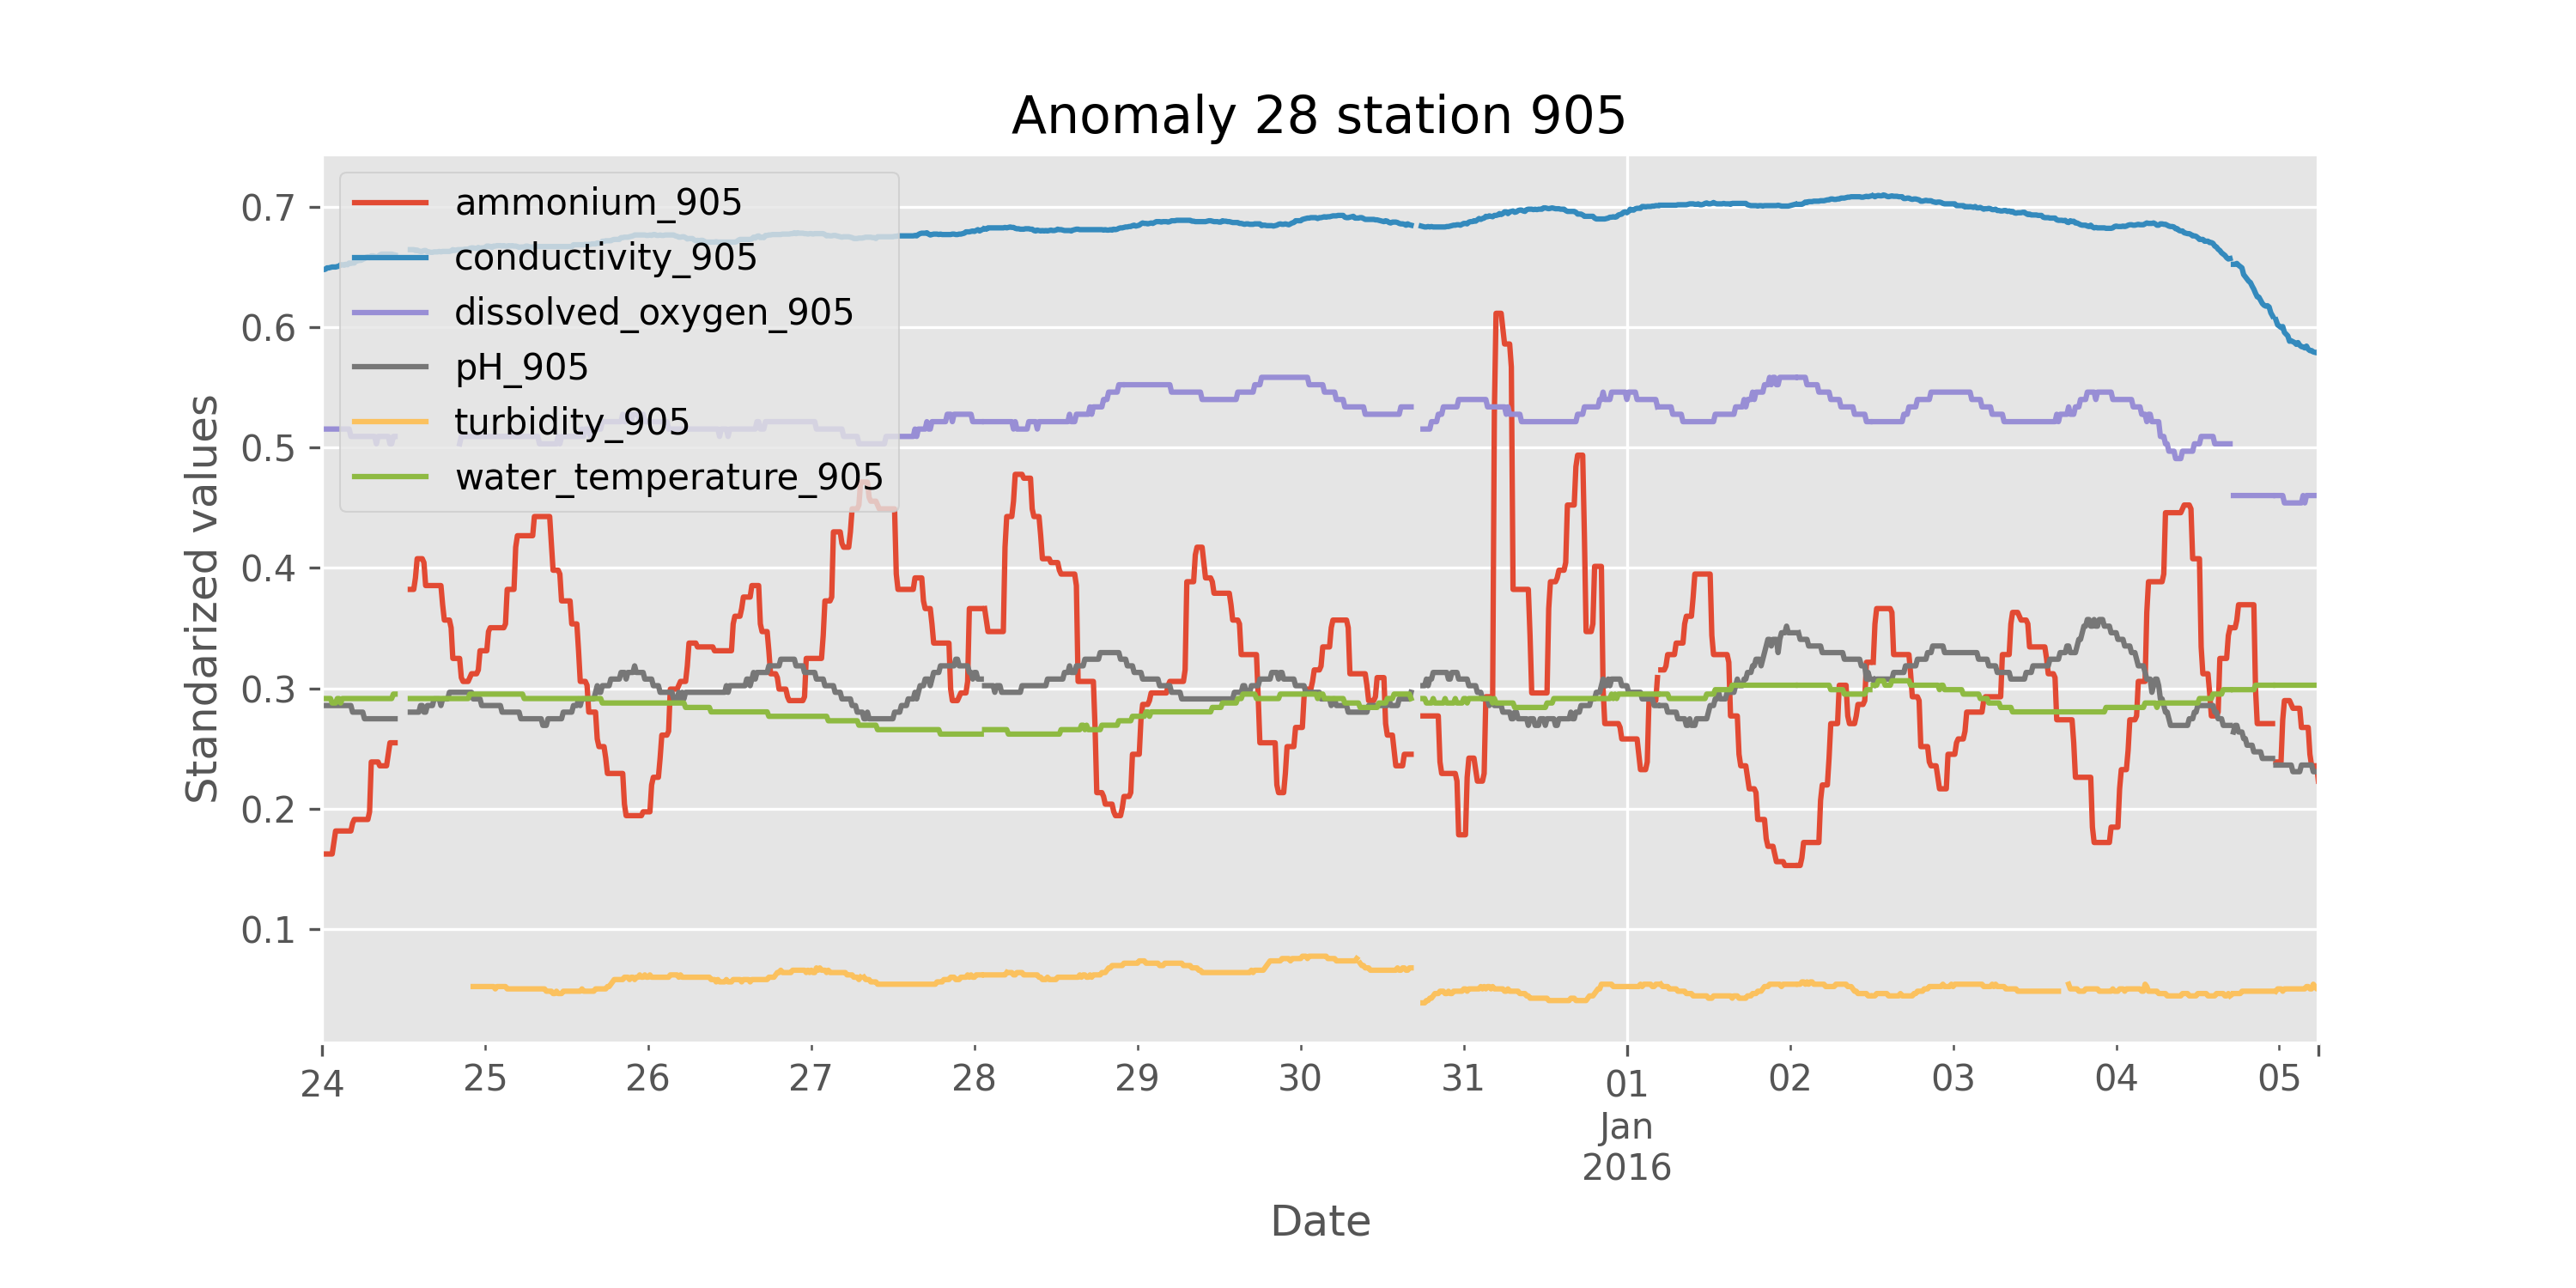 Anomaly 28 station 905
ammonium_905
conductivity_905
dissolved_oxygen_905
pH_905
turbidity_905
water_temperature_905
Standarized values
0.7
0.6
0.5
0.4
0.3
0.2
0.1
24 25 26 27 28 29 30 31 01 02 03 04 05
Jan
2016
Date